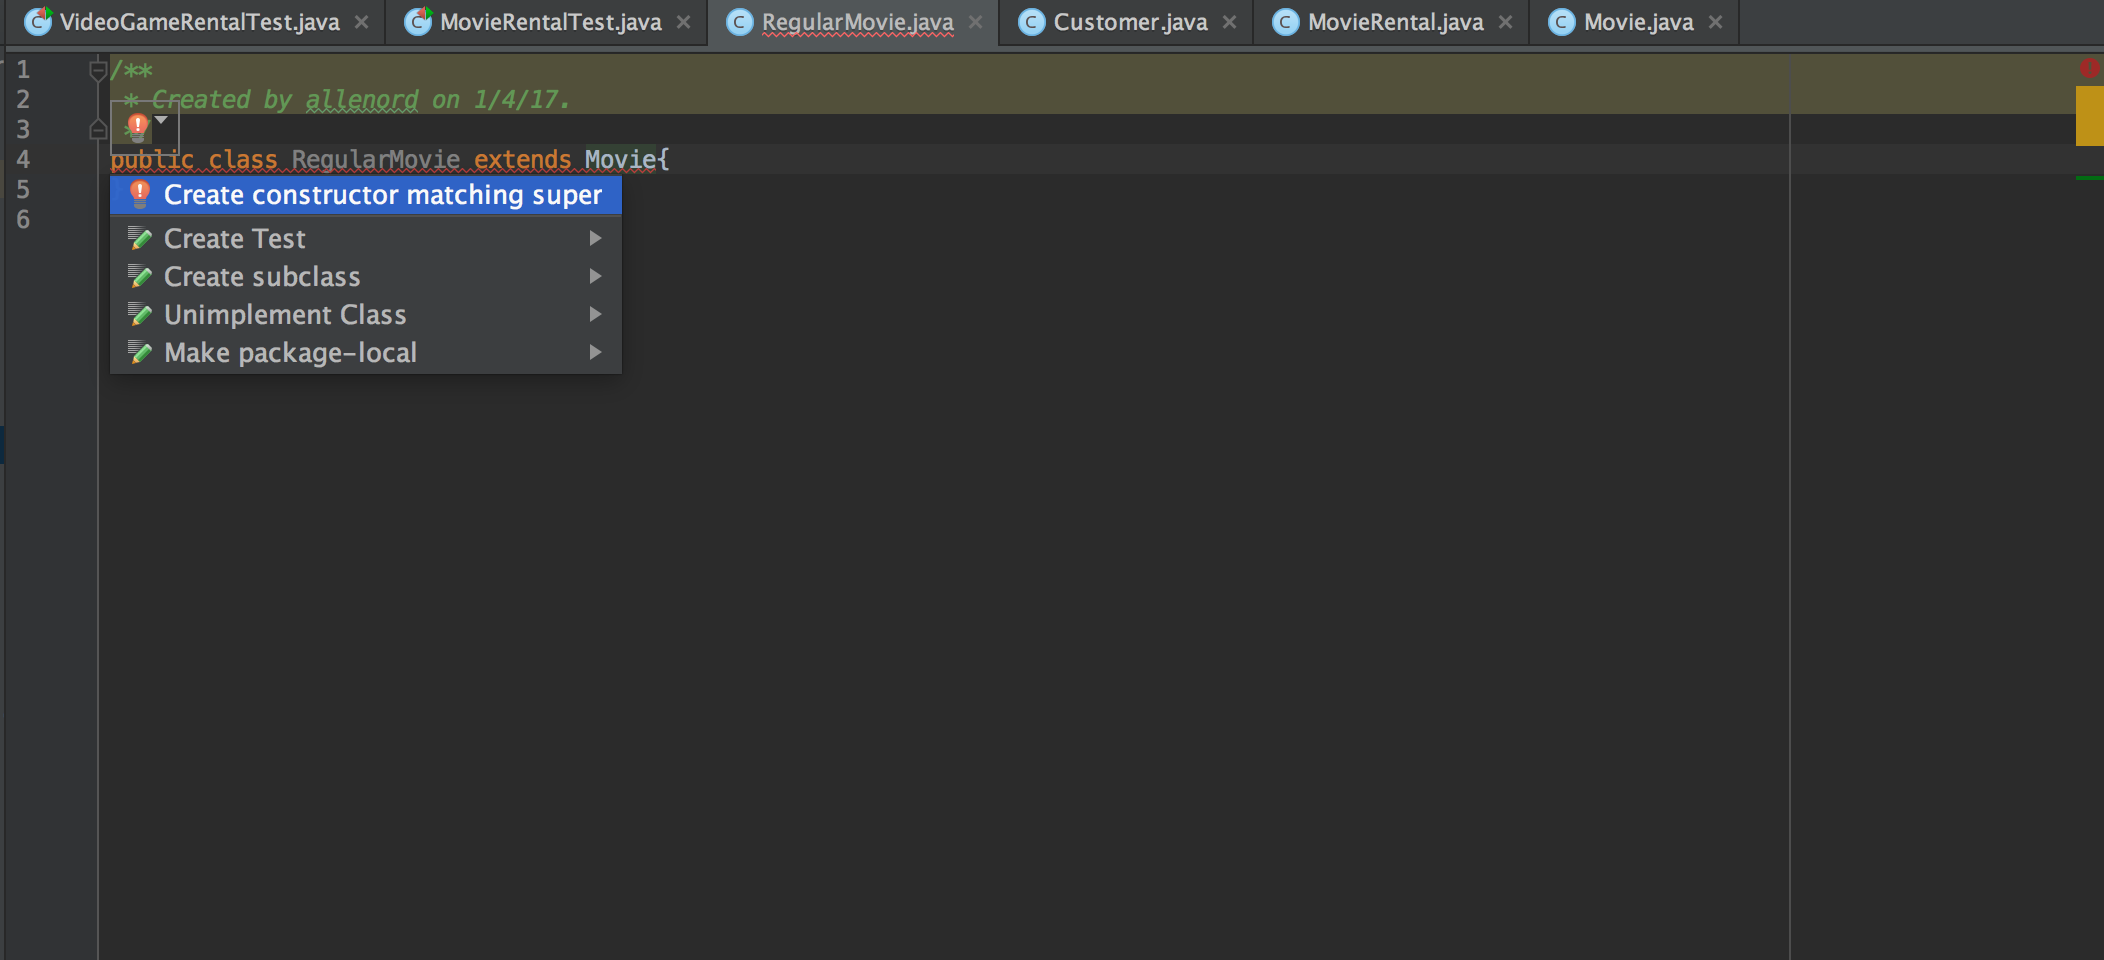 VideoGameRentalTest.java MovieRentalTest.java RegularMovie.java Customer.java MovieRental.java Movie.java
1 /**
2 * Created by allenord on 1/4/17.
3 */
4 public class RegularMovie extends Movie{
5
6
Create constructor matching super
Create Test
Create subclass
Unimplement Class
Make package-local